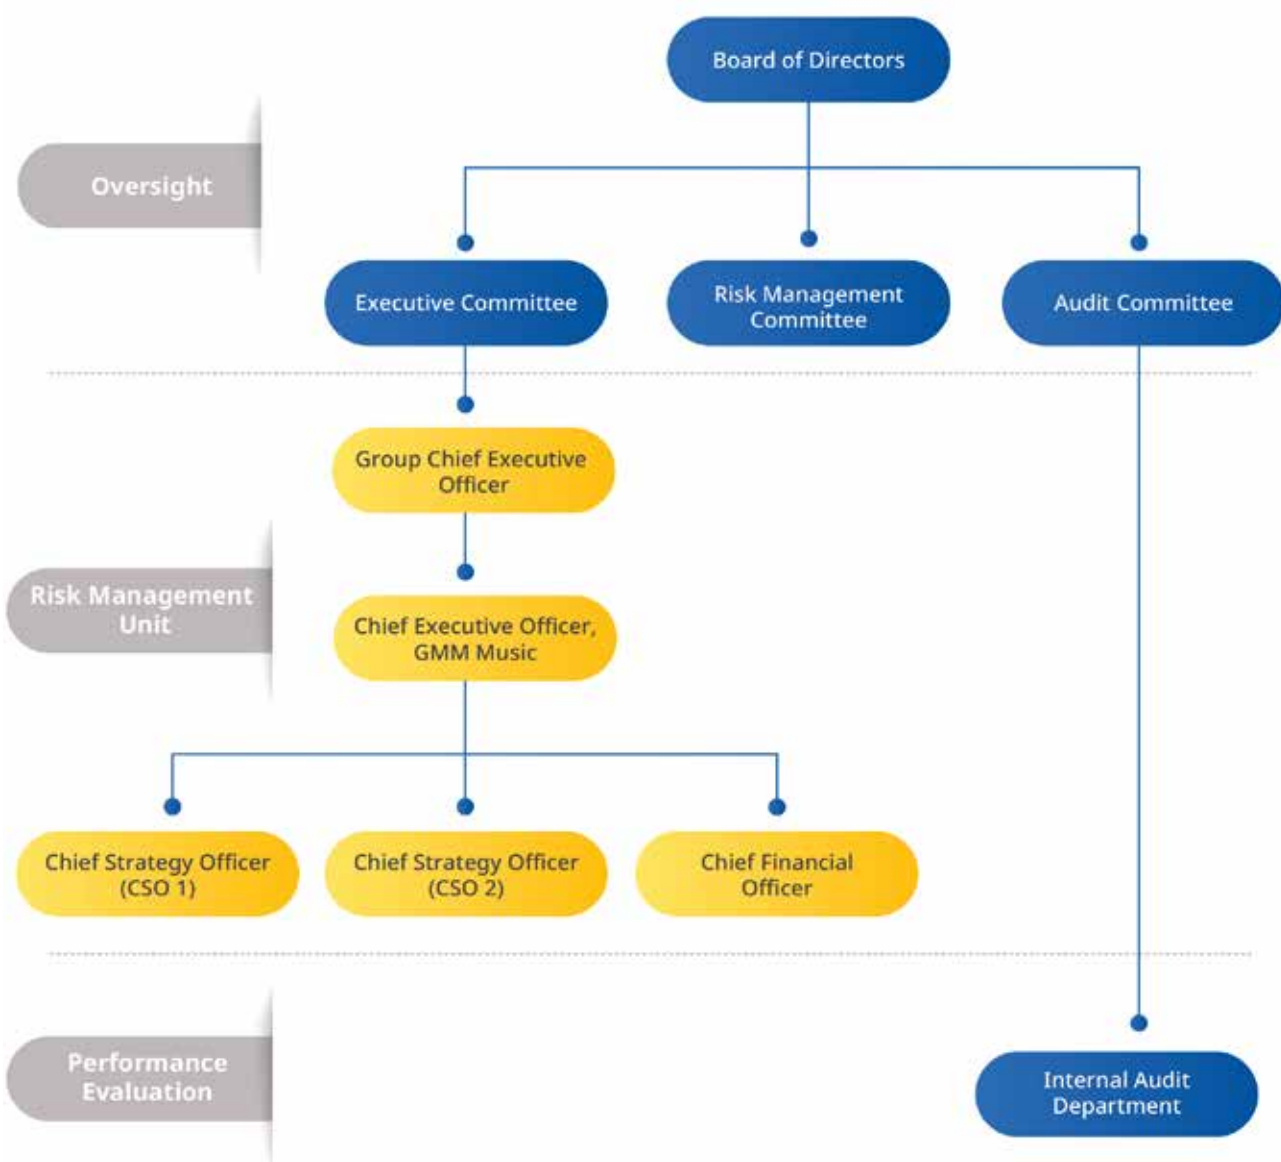 Board of Directors
Oversight
Executive Committee
Risk Management
Committee
Audit Committee
Group Chief Executive
Officer
Risk Management
Unit
Chief Executive Officer,
GMM Music
Chief Strategy Officer
(CSO 1)
Chief Strategy Officer
(CSO 2)
Chief Financial
Officer
Performance
Evaluation
Internal Audit
Department